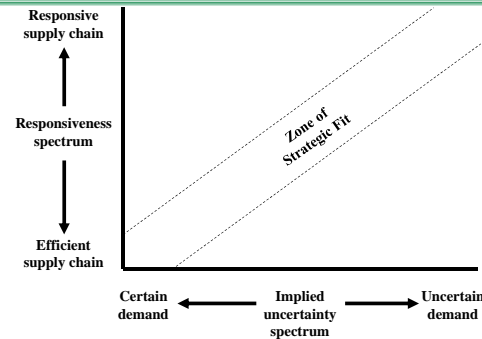 Responsive
supply chain
Responsiveness
spectrum
Efficient
supply chain
Zone of
Strategic Fit
Certain
demand
Implied
uncertainty
spectrum
Uncertain
demand